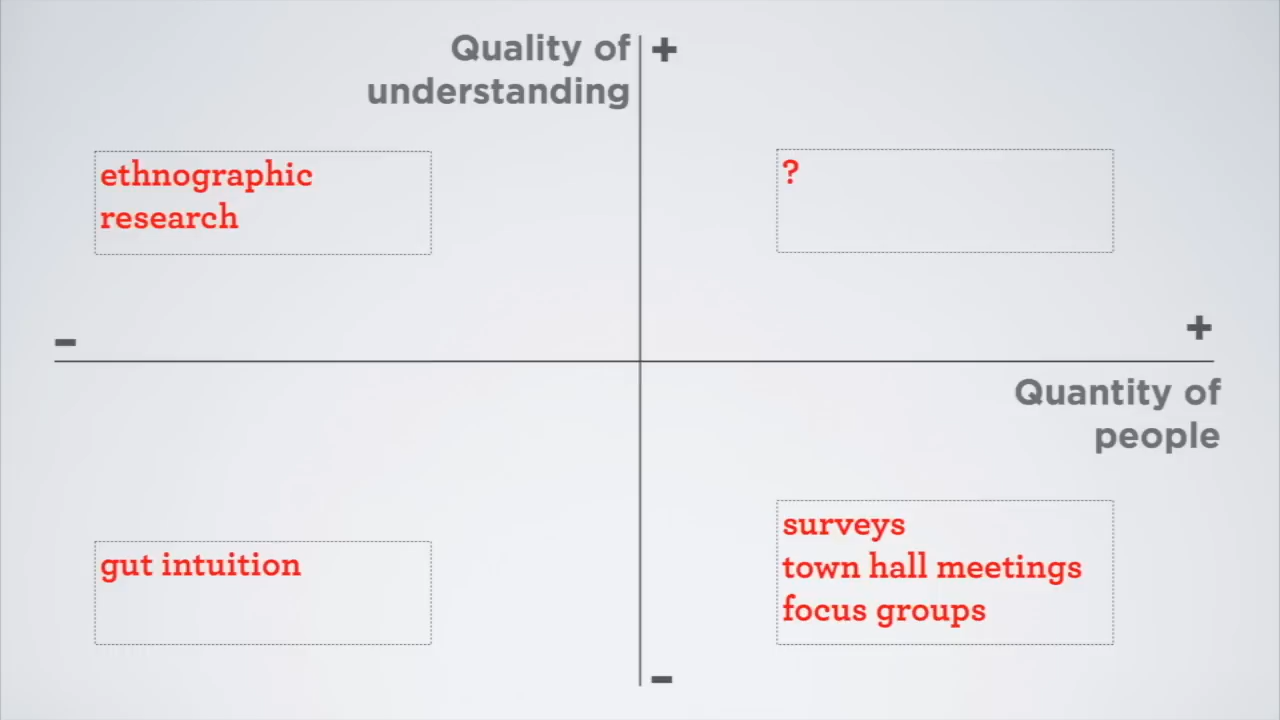 Quality of
understanding
+
ethnographic
research
?
-
+
Quantity of
people
gut intuition
surveys
town hall meetings
focus groups
-